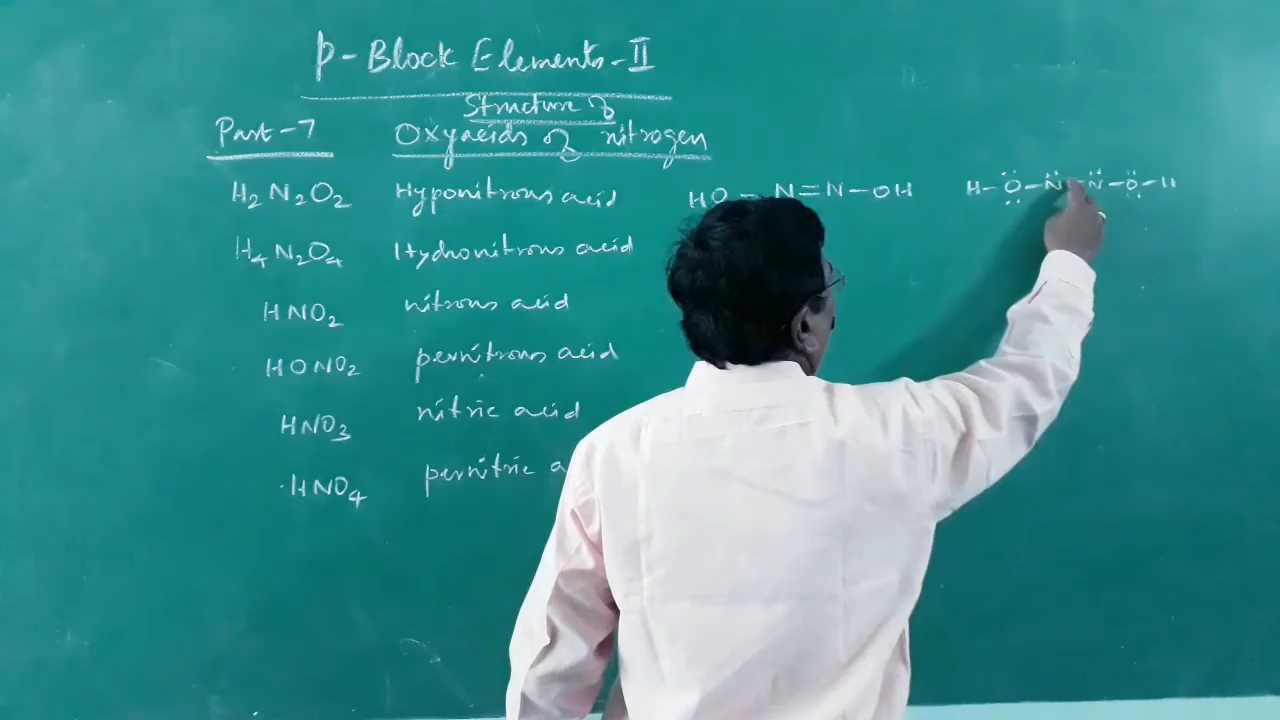 p-Block Elements-II
Structure of
Part-7 Oxyacids of nitrogen
H2N2O2 Hyponitrous acid HO-N=N-OH H-O-N-N-O-H
H4N2O4 Hydronitrous acid
HNO2 nitrous acid
HONO2 pernitrous acid
HNO3 nitric acid
HNO4 pernitric